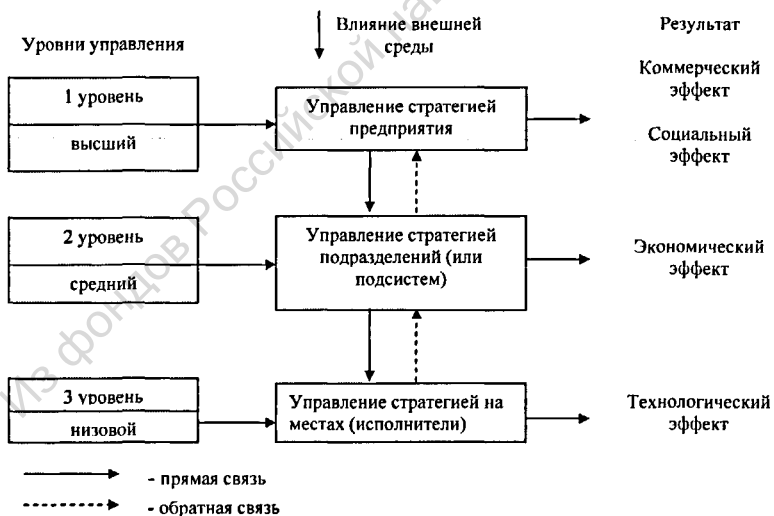 Уровни управления
Влияние внешней
среды
Результат
1 уровень
высший
Управление стратегией
предприятия
Коммерческий
эффект
Социальный
эффект
2 уровень
средний
Управление стратегией
подразделений (или
подсистем)
Экономический
эффект
3 уровень
низовой
Управление стратегией на
местах (исполнители)
Технологический
эффект
- прямая связь
- обратная связь
Из фондов Российской